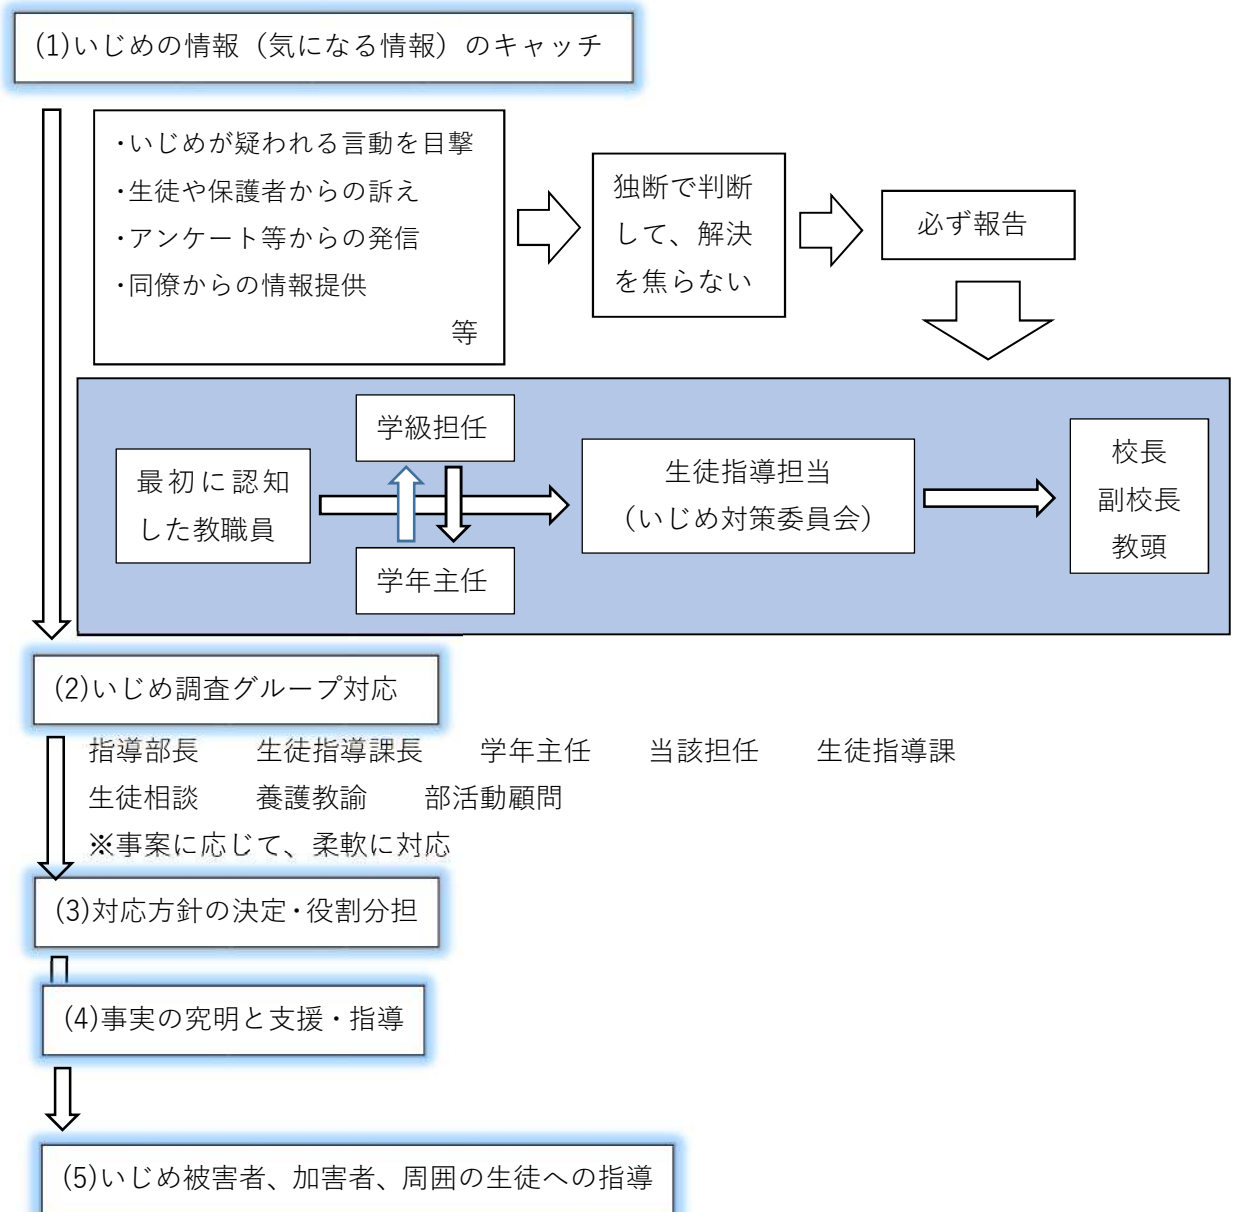 (1)いじめの情報（気になる情報）のキャッチ
・いじめが疑われる言動を目撃
・生徒や保護者からの訴え
・アンケート等からの発信
・同僚からの情報提供
等
独断で判断
して、解決
を焦らない
必ず報告
最初に認知
した教職員
学級担任
学年主任
生徒指導担当
（いじめ対策委員会）
校長
副校長
教頭
(2)いじめ調査グループ対応
指導部長　生徒指導課長　学年主任　当該担任　生徒指導課
生徒相談　養護教諭　部活動顧問
※事案に応じて、柔軟に対応
(3)対応方針の決定・役割分担
(4)事実の究明と支援・指導
(5)いじめ被害者、加害者、周囲の生徒への指導